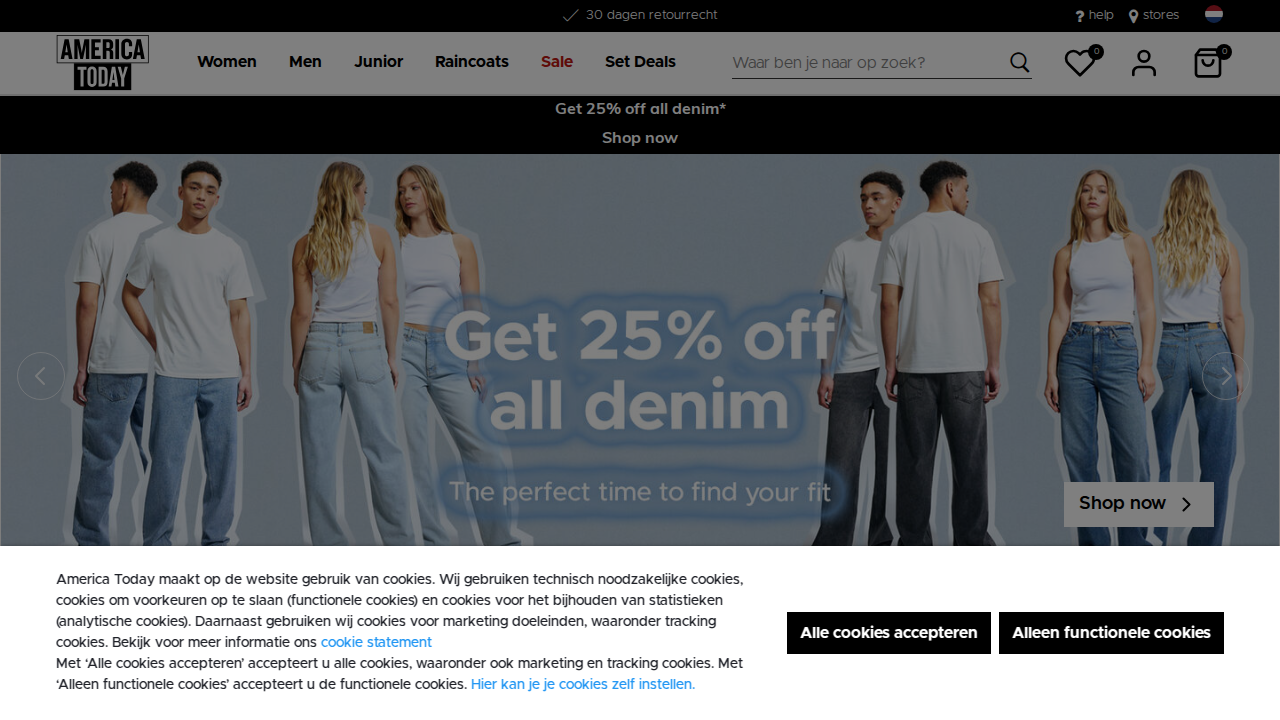 30 dagen retourrecht
? help
stores
AMERICA
TODAY
Women
Men
Junior
Raincoats
Sale
Set Deals
Waar ben je naar op zoek?
0
0
Get 25% off all denim*
Shop now
Get 25% off
all denim
The perfect time to find your fit
Shop now
America Today maakt op de website gebruik van cookies. Wij gebruiken technisch noodzakelijke cookies,
cookies om voorkeuren op te slaan (functionele cookies) en cookies voor het bijhouden van statistieken
(analytische cookies). Daarnaast gebruiken wij cookies voor marketing doeleinden, waaronder tracking
cookies. Bekijk voor meer informatie ons cookie statement
Met ‘Alle cookies accepteren’ accepteert u alle cookies, waaronder ook marketing en tracking cookies. Met
‘Alleen functionele cookies’ accepteert u de functionele cookies. Hier kan je je cookies zelf instellen.
Alle cookies accepteren
Alleen functionele cookies